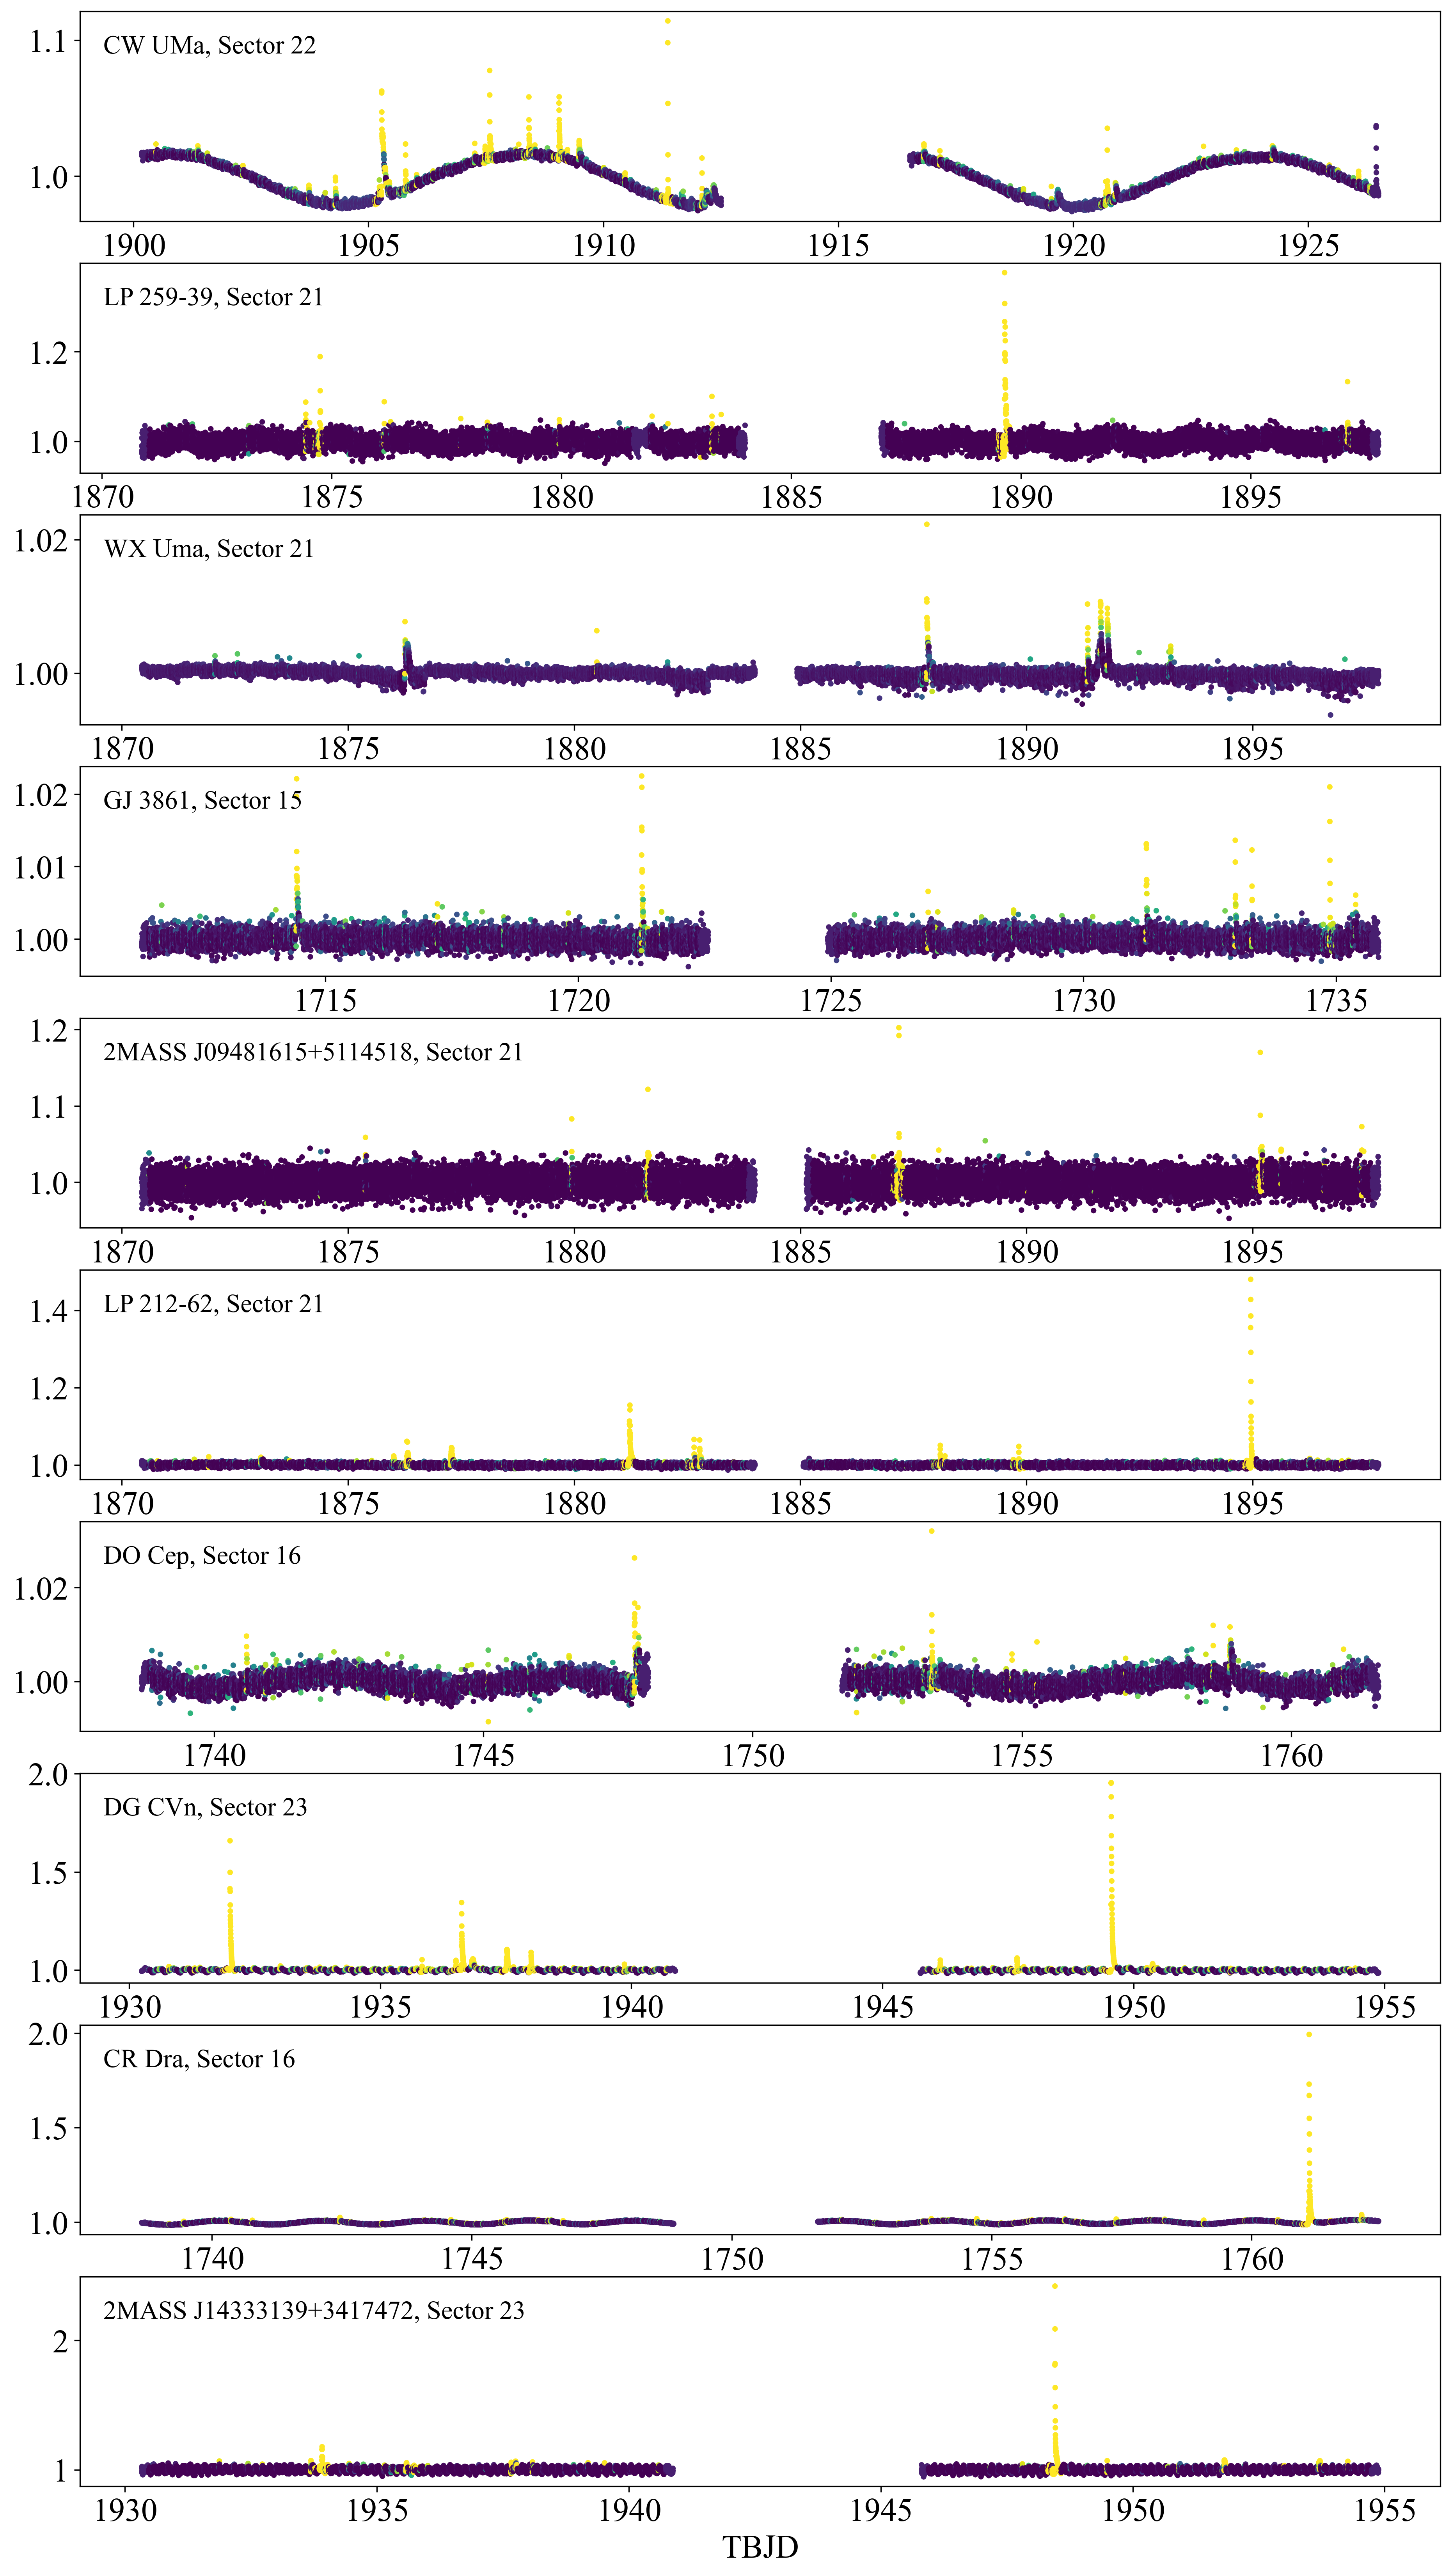 CW UMa, Sector 22
1.1
1.0
1900 1905 1910 1915 1920 1925
LP 259-39, Sector 21
1.2
1.0
1870 1875 1880 1885 1890 1895
WX Uma, Sector 21
1.02
1.00
1870 1875 1880 1885 1890 1895
GJ 3861, Sector 15
1.02
1.01
1.00
1715 1720 1725 1730 1735
2MASS J09481615+5114518, Sector 21
1.2
1.1
1.0
1870 1875 1880 1885 1890 1895
LP 212-62, Sector 21
1.4
1.2
1.0
1870 1875 1880 1885 1890 1895
DO Cep, Sector 16
1.02
1.00
1740 1745 1750 1755 1760
DG CVn, Sector 23
2.0
1.5
1.0
1930 1935 1940 1945 1950 1955
CR Dra, Sector 16
2.0
1.5
1.0
1740 1745 1750 1755 1760
2MASS J14333139+3417472, Sector 23
2
1
1930 1935 1940 1945 1950 1955
TBJD